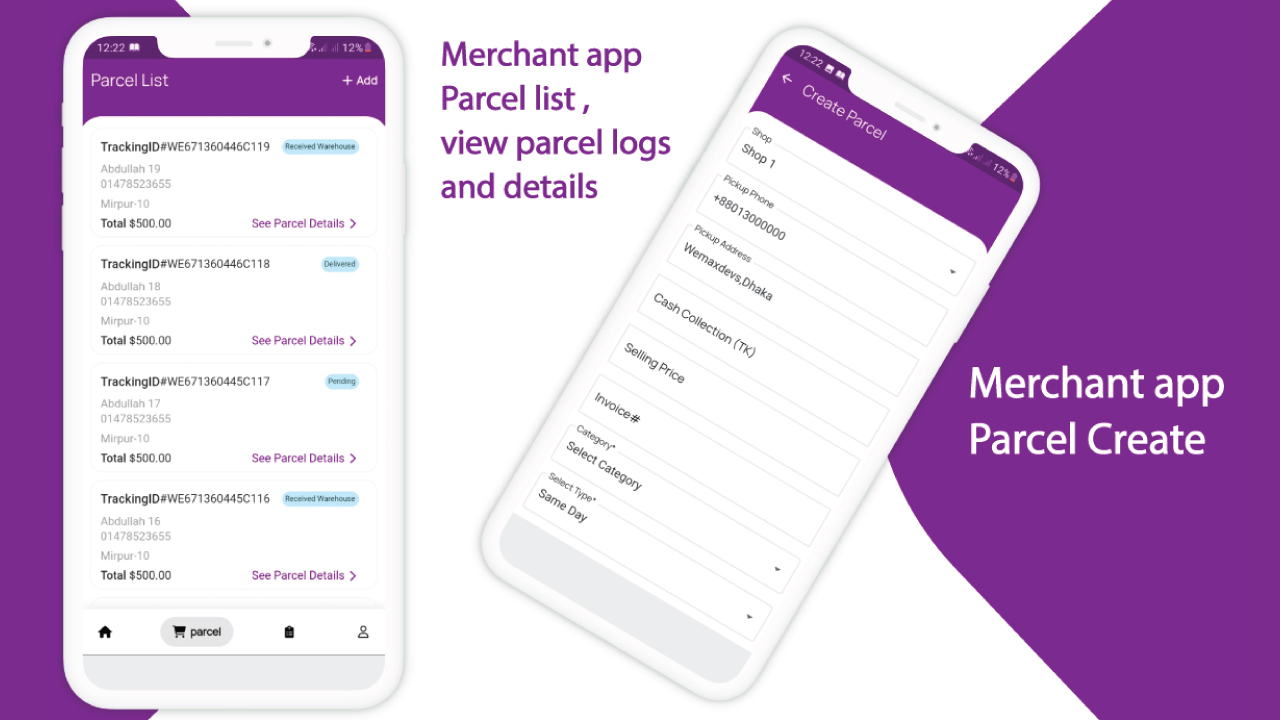 12:22
12%
Parcel List
+ Add
TrackingID#WE671360446C119
Received Warehouse
Abdullah 19
01478523655
Mirpur-10
Total $500.00
See Parcel Details >
TrackingID#WE671360446C118
Delivered
Abdullah 18
01478523655
Mirpur-10
Total $500.00
See Parcel Details >
TrackingID#WE671360445C117
Pending
Abdullah 17
01478523655
Mirpur-10
Total $500.00
See Parcel Details >
TrackingID#WE671360445C116
Received Warehouse
Abdullah 16
01478523655
Mirpur-10
Total $500.00
See Parcel Details >
parcel
Merchant app
Parcel list ,
view parcel logs
and details
12:22
12%
Create Parcel
Shop
Shop 1
Pickup Phone
+88013000000
Pickup Address
Wemaxdevs,Dhaka
Cash Collection (TK)
Selling Price
Invoice#
Category*
Select Category
Select Type*
Same Day
Merchant app
Parcel Create